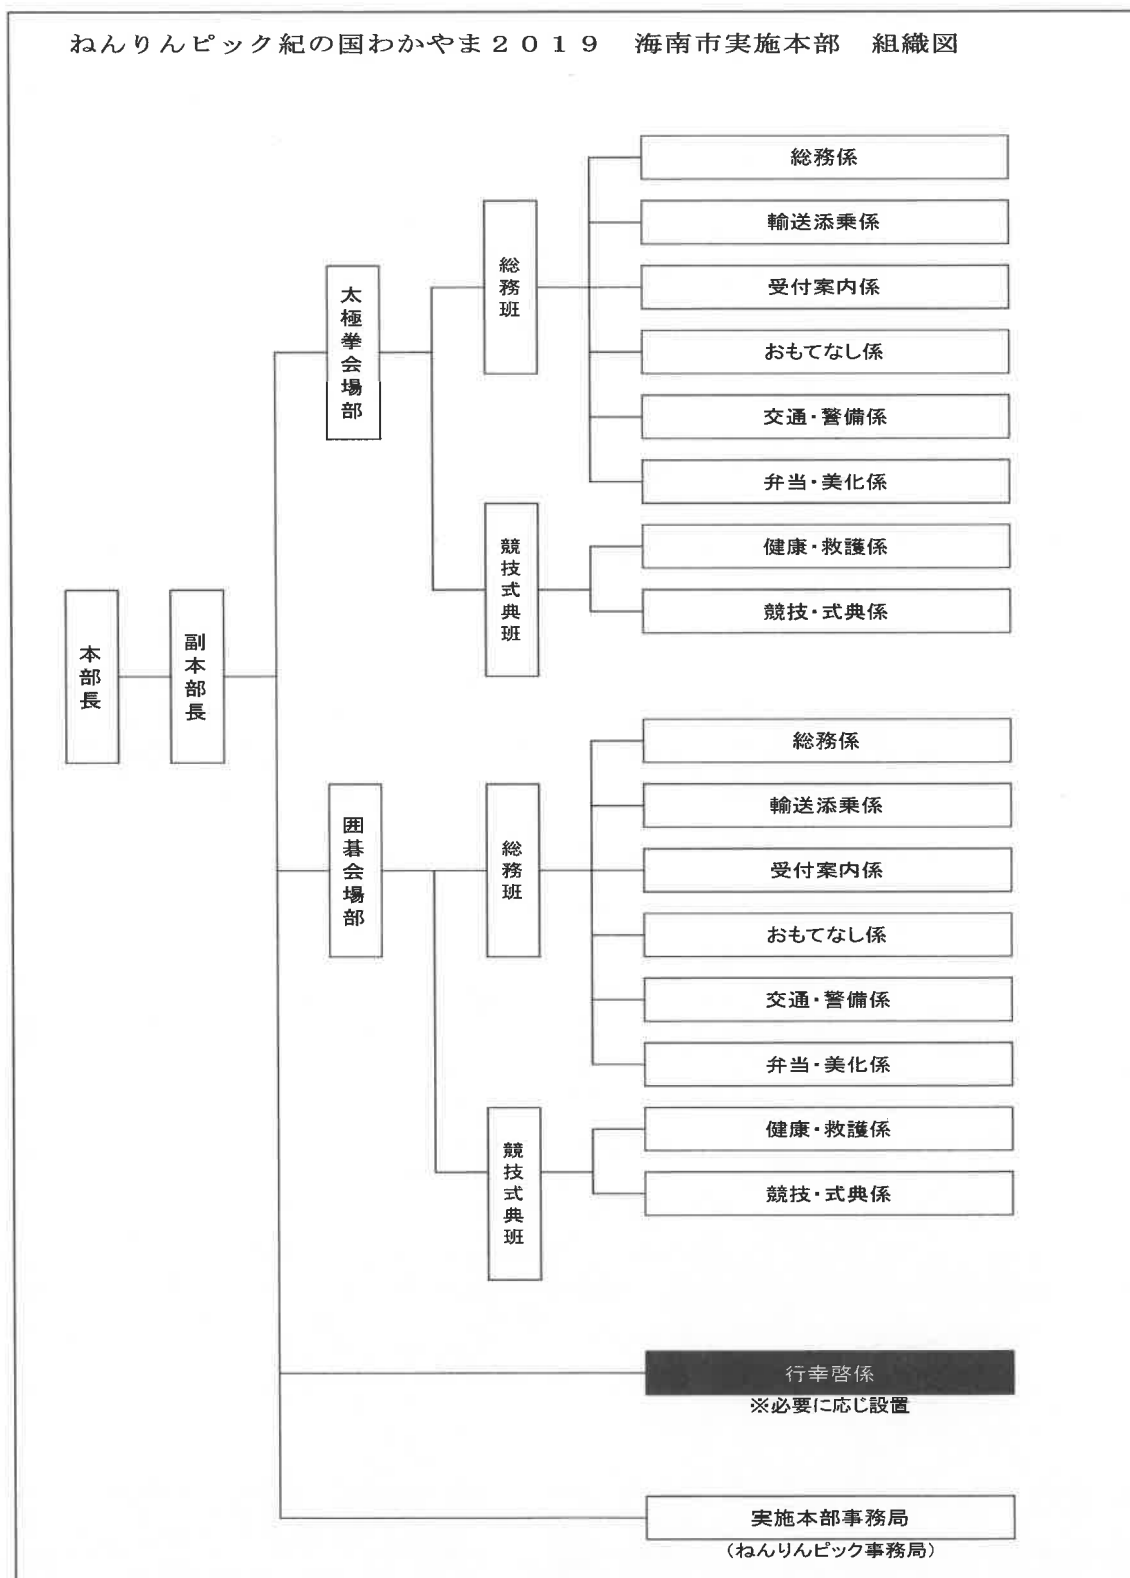 ねんりんピック紀の国わかやま２０１９　海南市実施本部　組織図
本部長
副本部長
太極拳会場部
総務班
総務係
輸送添乗係
受付案内係
おもてなし係
交通・警備係
弁当・美化係
競技式典班
健康・救護係
競技・式典係
囲碁会場部
総務班
総務係
輸送添乗係
受付案内係
おもてなし係
交通・警備係
弁当・美化係
競技式典班
健康・救護係
競技・式典係
行幸啓係
※必要に応じ設置
実施本部事務局
（ねんりんピック事務局）